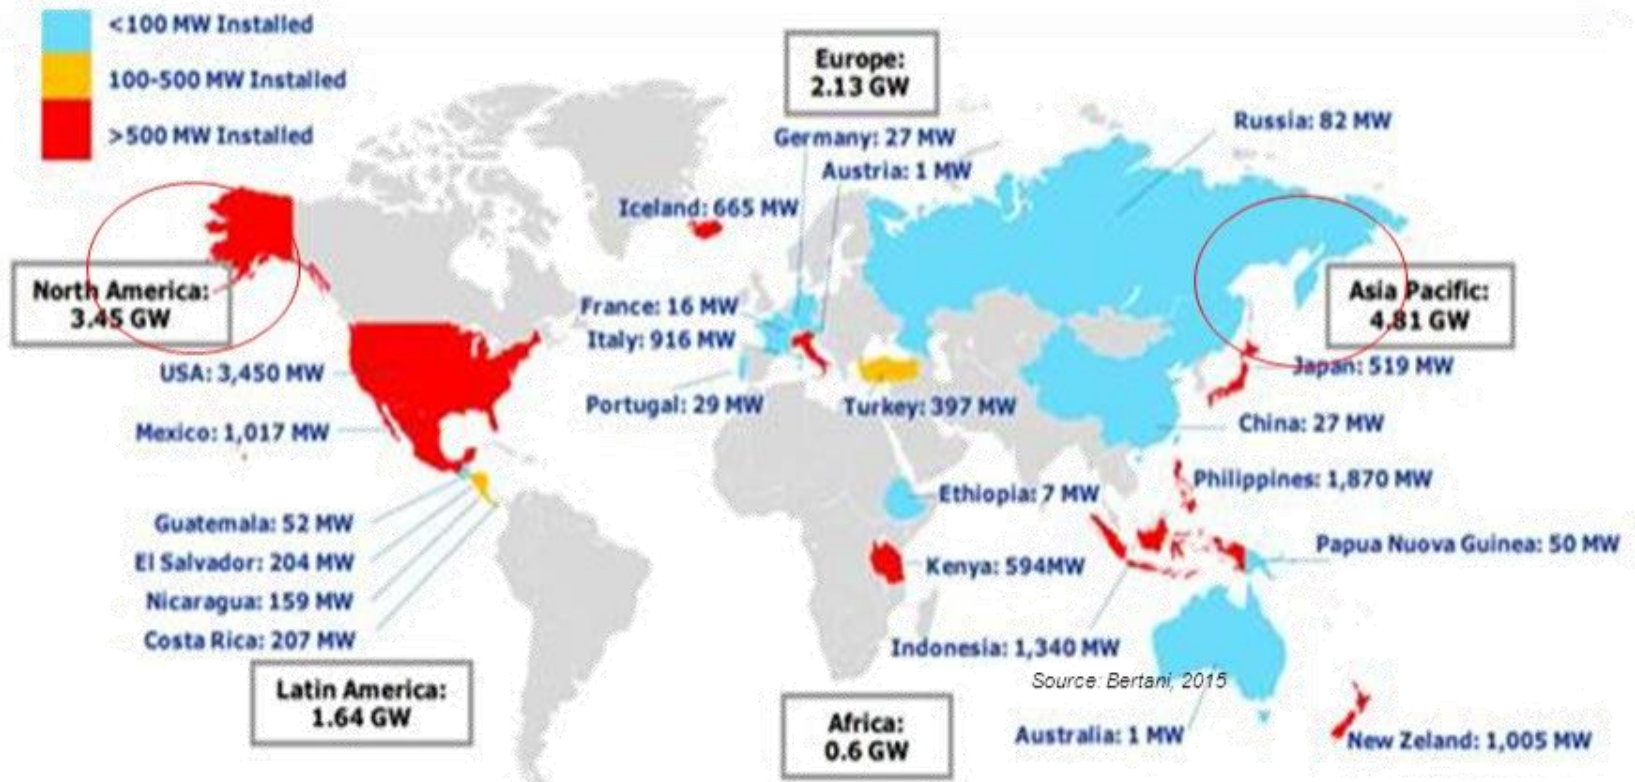 <100 MW Installed
100-500 MW Installed
>500 MW Installed
Europe:
2.13 GW
Germany: 27 MW
Austria: 1 MW
Russia: 82 MW
Iceland: 665 MW
North America:
3.45 GW
Asia Pacific:
4.81 GW
France: 16 MW
Italy: 916 MW
Portugal: 29 MW
Turkey: 397 MW
USA: 3,450 MW
Mexico: 1,017 MW
Japan: 519 MW
China: 27 MW
Philippines: 1,870 MW
Ethiopia: 7 MW
Kenya: 594MW
Papua Nuova Guinea: 50 MW
Guatemala: 52 MW
El Salvador: 204 MW
Nicaragua: 159 MW
Costa Rica: 207 MW
Indonesia: 1,340 MW
Source: Bertani, 2015
Latin America:
1.64 GW
Africa:
0.6 GW
Australia: 1 MW
New Zeland: 1,005 MW